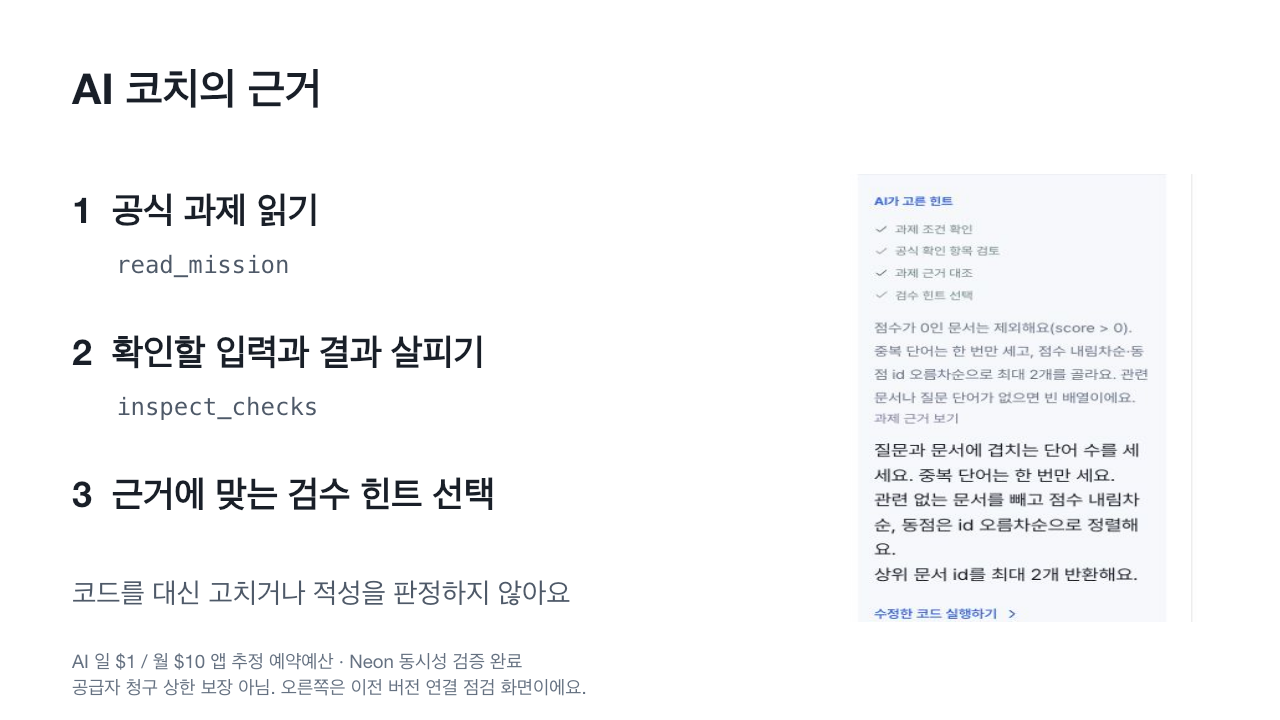 AI 코치의 근거
1 공식 과제 읽기
read_mission
2 확인할 입력과 결과 살피기
inspect_checks
3 근거에 맞는 검수 힌트 선택
코드를 대신 고치거나 적성을 판정하지 않아요
AI 일 $1 / 월 $10 앱 추정 예약예산 · Neon 동시성 검증 완료
공급자 청구 상한 보장 아님. 오른쪽은 이전 버전 연결 점검 화면이에요.
AI가 고른 힌트
✓ 과제 조건 확인
✓ 공식 확인 항목 검토
✓ 과제 근거 대조
✓ 검수 힌트 선택
점수가 0인 문서는 제외해요(score > 0).
중복 단어는 한 번만 세고, 점수 내림차순·동
점 id 오름차순으로 최대 2개를 골라요. 관련
문서나 질문 단어가 없으면 빈 배열이에요.
과제 근거 보기
질문과 문서에 겹치는 단어 수를 세
세요. 중복 단어는 한 번만 세요.
관련 없는 문서를 빼고 점수 내림차
순, 동점은 id 오름차순으로 정렬해
요.
상위 문서 id를 최대 2개 반환해요.
수정한 코드 실행하기 >